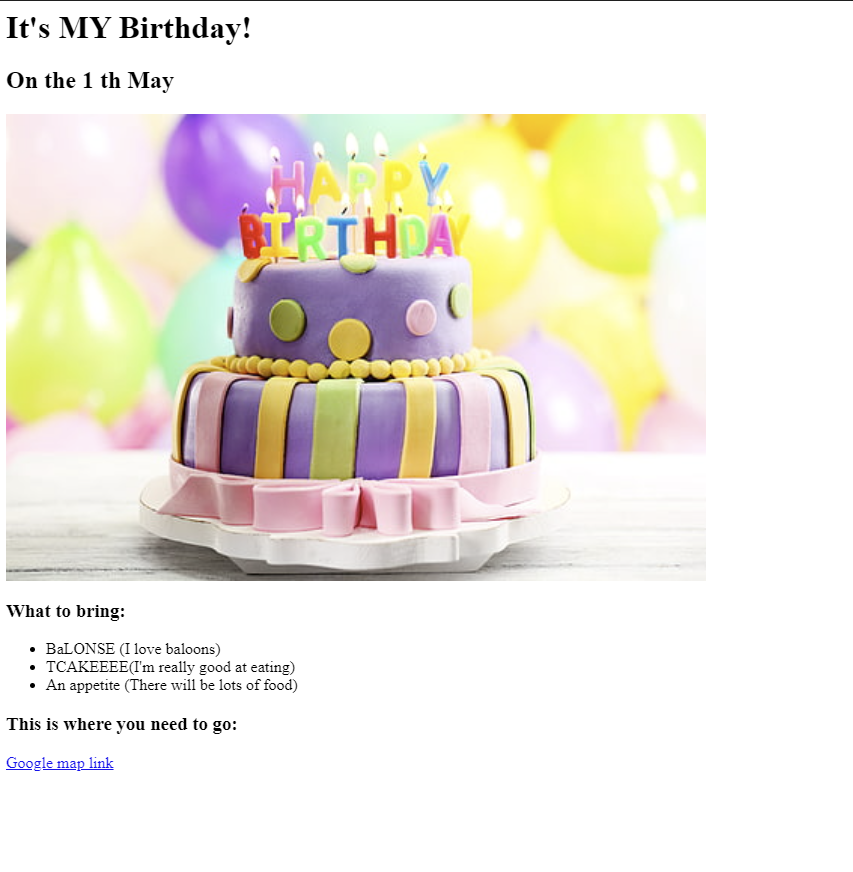 It's MY Birthday!
On the 1 th May
HAPPY
BIRTHDAY
What to bring:
BaLONSE (I love baloons)
TCAKEEEE(I'm really good at eating)
An appetite (There will be lots of food)
This is where you need to go:
Google map link